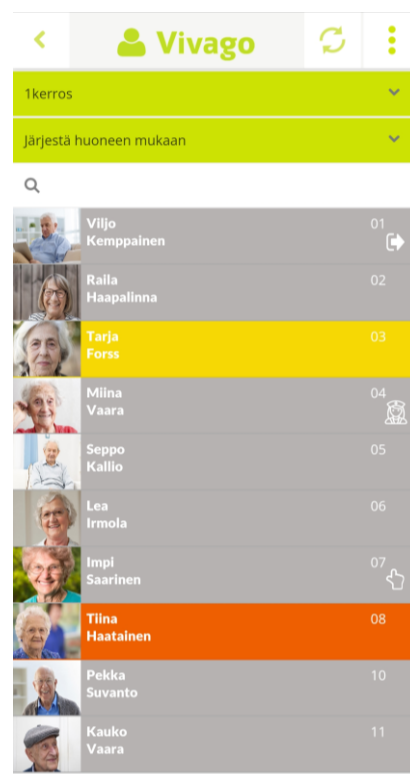 Vivago
1kerros
Järjestä huoneen mukaan
Viljo 01
Kemppainen
Raila 02
Haapalinna
Tarja 03
Forss
Miina 04
Vaara
Seppo 05
Kallio
Lea 06
Irmola
Impi 07
Saarinen
Tiina 08
Haatainen
Pekka 10
Suvanto
Kauko 11
Vaara